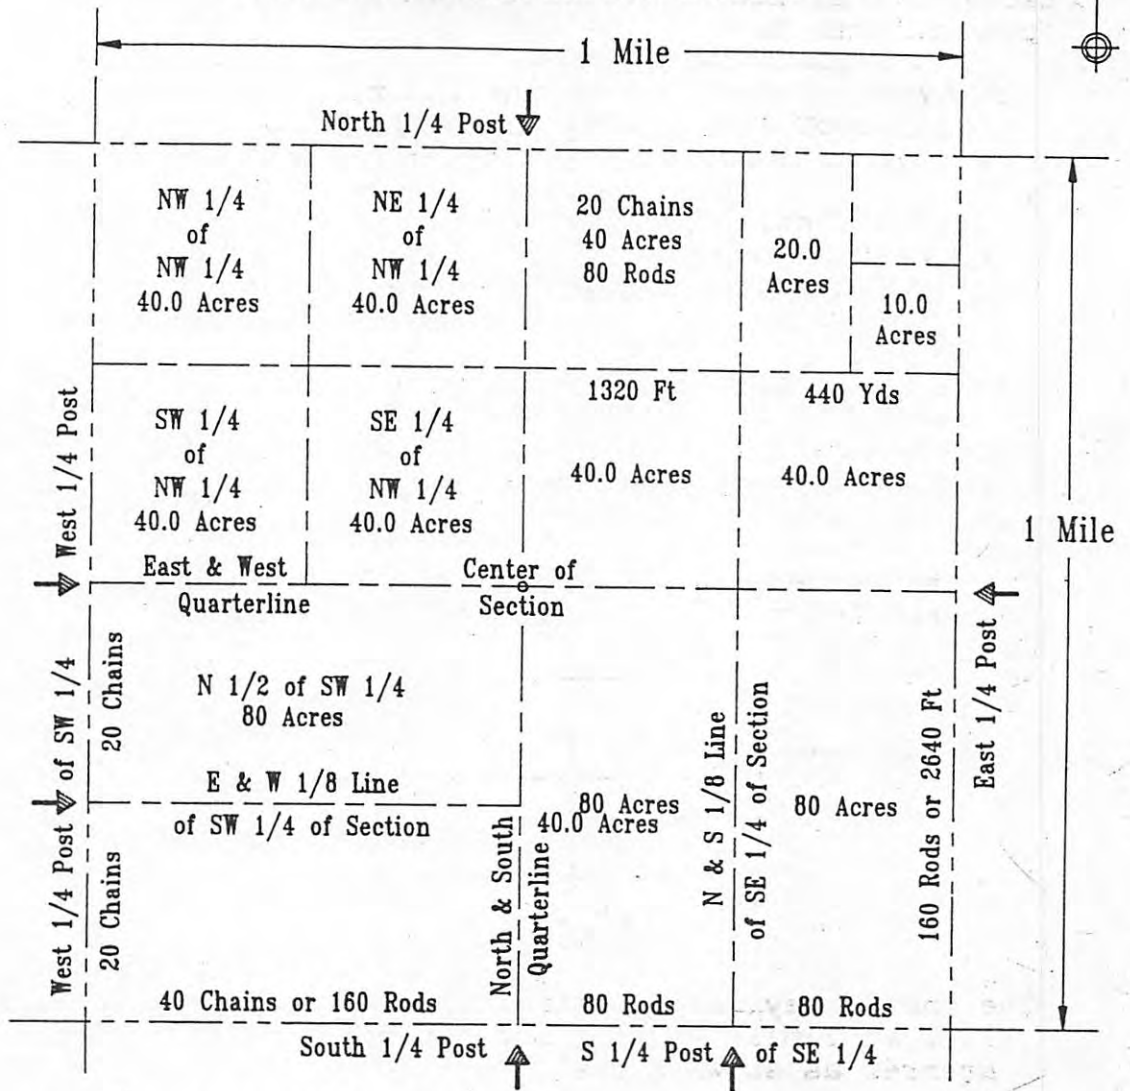 1 Mile
North 1/4 Post
NW 1/4
of
NW 1/4
40.0 Acres
NE 1/4
of
NW 1/4
40.0 Acres
20 Chains
40 Acres
80 Rods
20.0
Acres
10.0
Acres
1320 Ft
440 Yds
SW 1/4
of
NW 1/4
40.0 Acres
SE 1/4
of
NW 1/4
40.0 Acres
40.0 Acres
40.0 Acres
West 1/4 Post
1 Mile
East & West
Quarterline
Center of
Section
East 1/4 Post
20 Chains
N 1/2 of SW 1/4
80 Acres
West 1/4 Post of SW 1/4
E & W 1/8 Line
of SW 1/4 of Section
20 Chains
North & South
Quarterline
80 Acres
40.0 Acres
N & S 1/8 Line
of SE 1/4 of Section
80 Acres
160 Rods or 2640 Ft
40 Chains or 160 Rods
80 Rods
80 Rods
South 1/4 Post
S 1/4 Post of SE 1/4